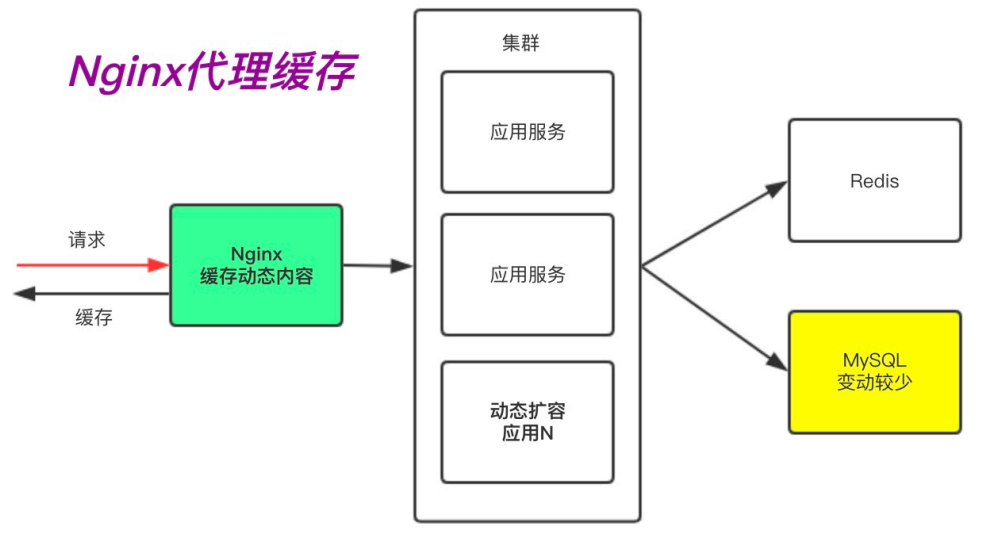 Nginx代理缓存
集群
应用服务
请求
Nginx
缓存动态内容
缓存
应用服务
动态扩容
应用N
Redis
MySQL
变动较少